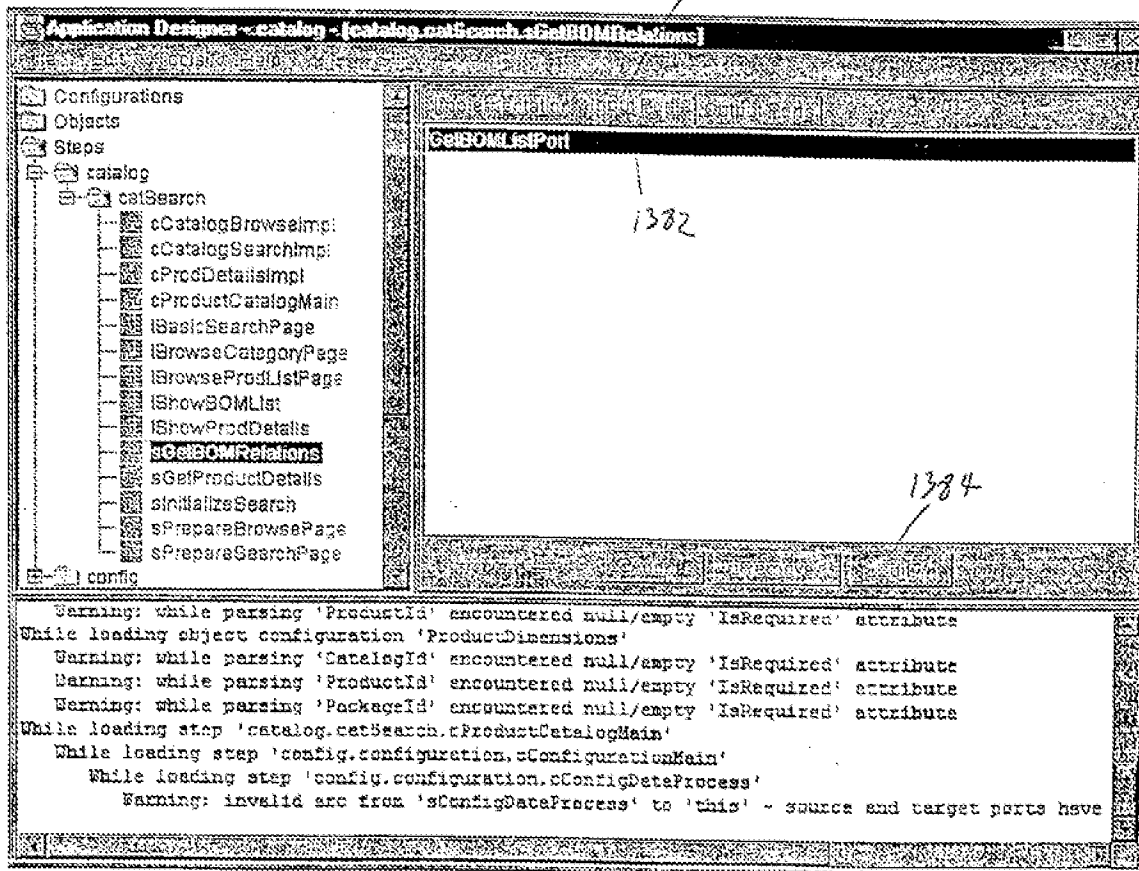 Application Designer - catalog - [catalog.catSearch.sGetBOMRelations]
Configurations
Objects
Steps
catalog
catSearch
cCatalogBrowseImpl
cCatalogSearchImpl
cProdDetailsImpl
cProductCatalogMain
lBasicSearchPage
lBrowseCategoryPage
lBrowseProdListPage
lShowBOMList
lShowProdDetails
sGetBOMRelations
sGetProductDetails
sInitializeSearch
sPrepareBrowsePage
sPrepareSearchPage
config
GetBOMListPort
1382
1384
Warning: while parsing 'ProductId' encountered null/empty 'IsRequired' attribute
While loading object configuration 'ProductDimensions'
Warning: while parsing 'CatalogId' encountered null/empty 'IsRequired' attribute
Warning: while parsing 'ProductId' encountered null/empty 'IsRequired' attribute
Warning: while parsing 'PackageId' encountered null/empty 'IsRequired' attribute
While loading step 'catalog.catSearch.cProductCatalogMain'
While loading step 'config.configuration.cConfigurationMain'
While loading step 'config.configuration.cConfigDataProcess'
Warning: invalid arc from 'sConfigDataProcess' to 'this' - source and target ports have